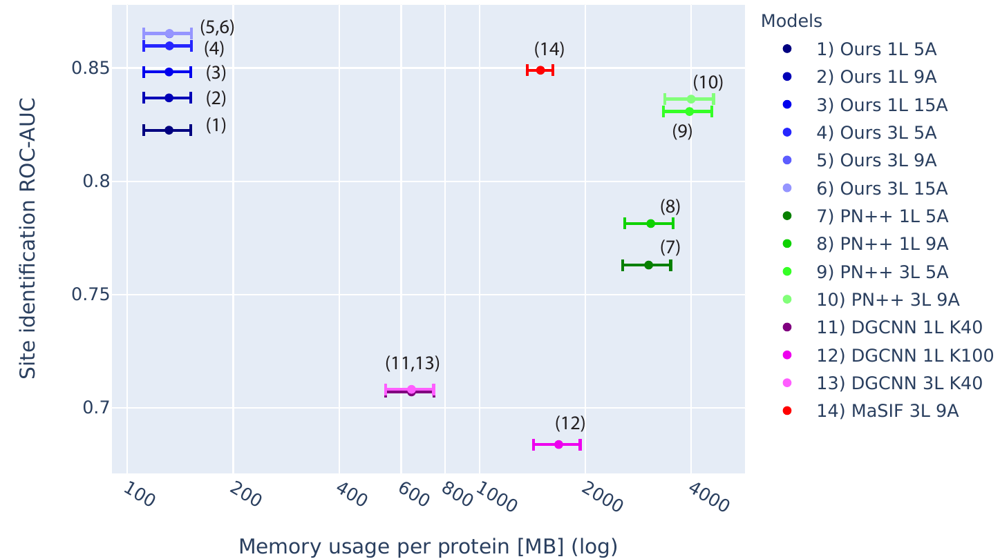 Site identification ROC-AUC
0.85
0.8
0.75
0.7
(5,6)
(4)
(3)
(2)
(1)
(14)
(10)
(9)
(8)
(7)
(11,13)
(12)
100
200
400
600
800
1000
2000
4000
Memory usage per protein [MB] (log)
Models
1) Ours 1L 5A
2) Ours 1L 9A
3) Ours 1L 15A
4) Ours 3L 5A
5) Ours 3L 9A
6) Ours 3L 15A
7) PN++ 1L 5A
8) PN++ 1L 9A
9) PN++ 3L 5A
10) PN++ 3L 9A
11) DGCNN 1L K40
12) DGCNN 1L K100
13) DGCNN 3L K40
14) MaSIF 3L 9A